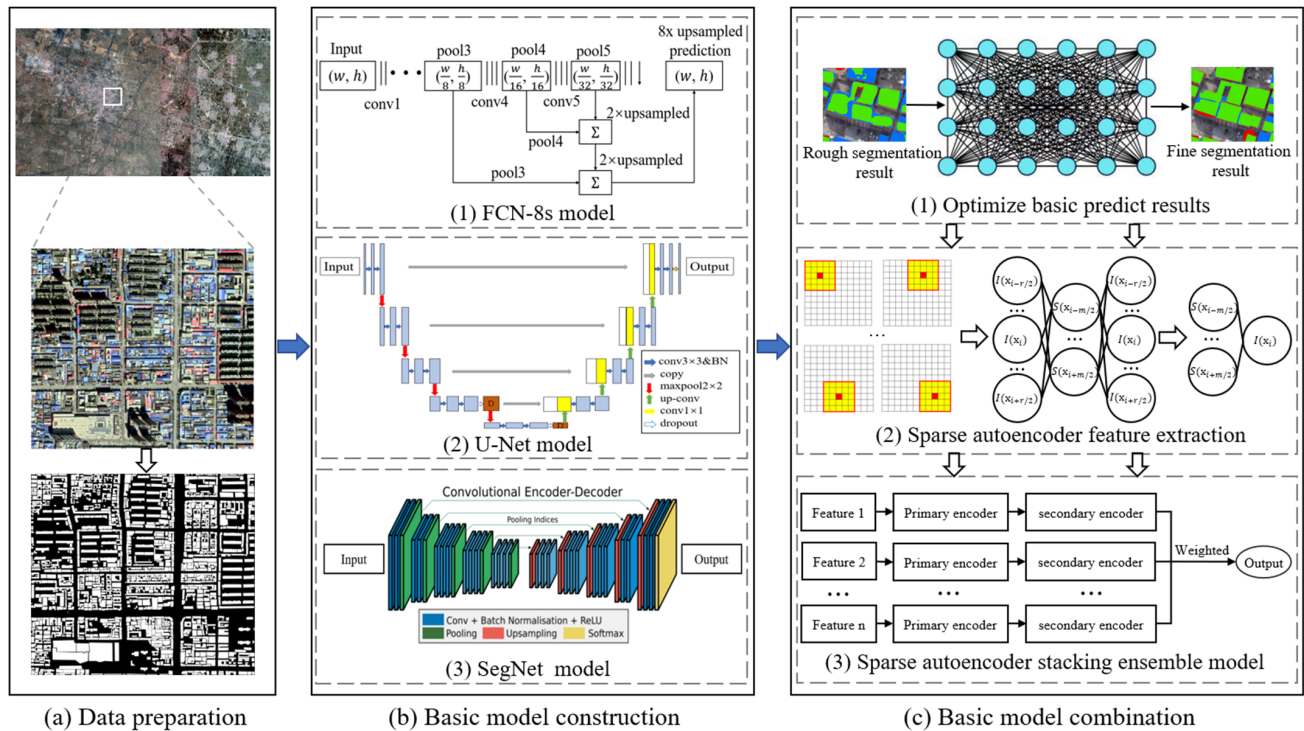 (a) Data preparation
Input
(w, h)
conv1
pool3
(w/8, h/8)
conv4
pool4
(w/16, h/16)
conv5
pool5
(w/32, h/32)
8x upsampled
prediction
(w, h)
2×upsampled
pool4
Σ
2×upsampled
pool3
Σ
(1) FCN-8s model
Input
Output
D
D
conv3×3&BN
copy
maxpool2×2
up-conv
conv1×1
dropout
(2) U-Net model
Convolutional Encoder-Decoder
Pooling Indices
Input
Output
Conv + Batch Normalisation + ReLU
Pooling
Upsampling
Softmax
(3) SegNet model
(b) Basic model construction
Rough segmentation
result
Fine segmentation
result
(1) Optimize basic predict results
...
I(x_{i-r/2})
...
I(x_i)
...
I(x_{i+r/2})
S(x_{i-m/2})
...
S(x_{i+m/2})
I(x_{i-r/2})
...
I(x_i)
...
I(x_{i+r/2})
S(x_{i-m/2})
...
S(x_{i+m/2})
I(x_i)
(2) Sparse autoencoder feature extraction
Feature 1
Primary encoder
secondary encoder
Feature 2
Primary encoder
secondary encoder
... ... ...
Feature n
Primary encoder
secondary encoder
Weighted
Output
(3) Sparse autoencoder stacking ensemble model
(c) Basic model combination